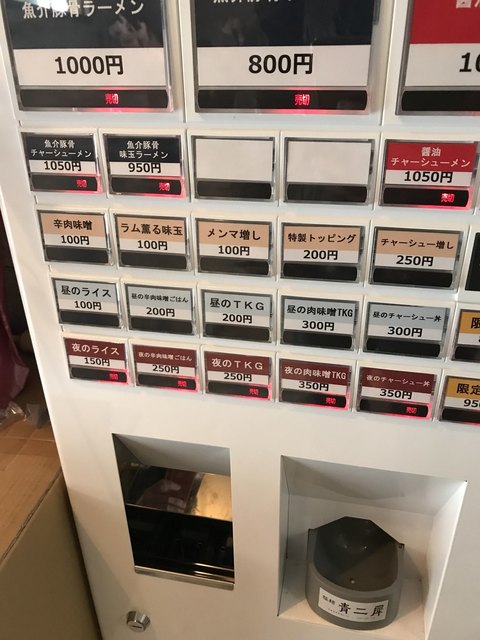 魚介豚骨ラーメン
1000円
売切
800円
売切
魚介豚骨
チャーシューメン
1050円
売切
魚介豚骨
味玉ラーメン
950円
売切
醤油
チャーシューメン
1050円
売切
辛肉味噌
100円
ラム薫る味玉
100円
メンマ増し
100円
特製トッピング
200円
チャーシュー増し
250円
昼のライス
100円
昼の辛肉味噌ごはん
200円
昼のTKG
200円
昼の肉味噌TKG
300円
昼のチャーシュー丼
300円
限
夜のライス
150円
売切
夜の辛肉味噌ごはん
250円
売切
夜のTKG
250円
売切
夜の肉味噌TKG
350円
売切
夜のチャーシュー丼
350円
売切
限定
950
青二犀